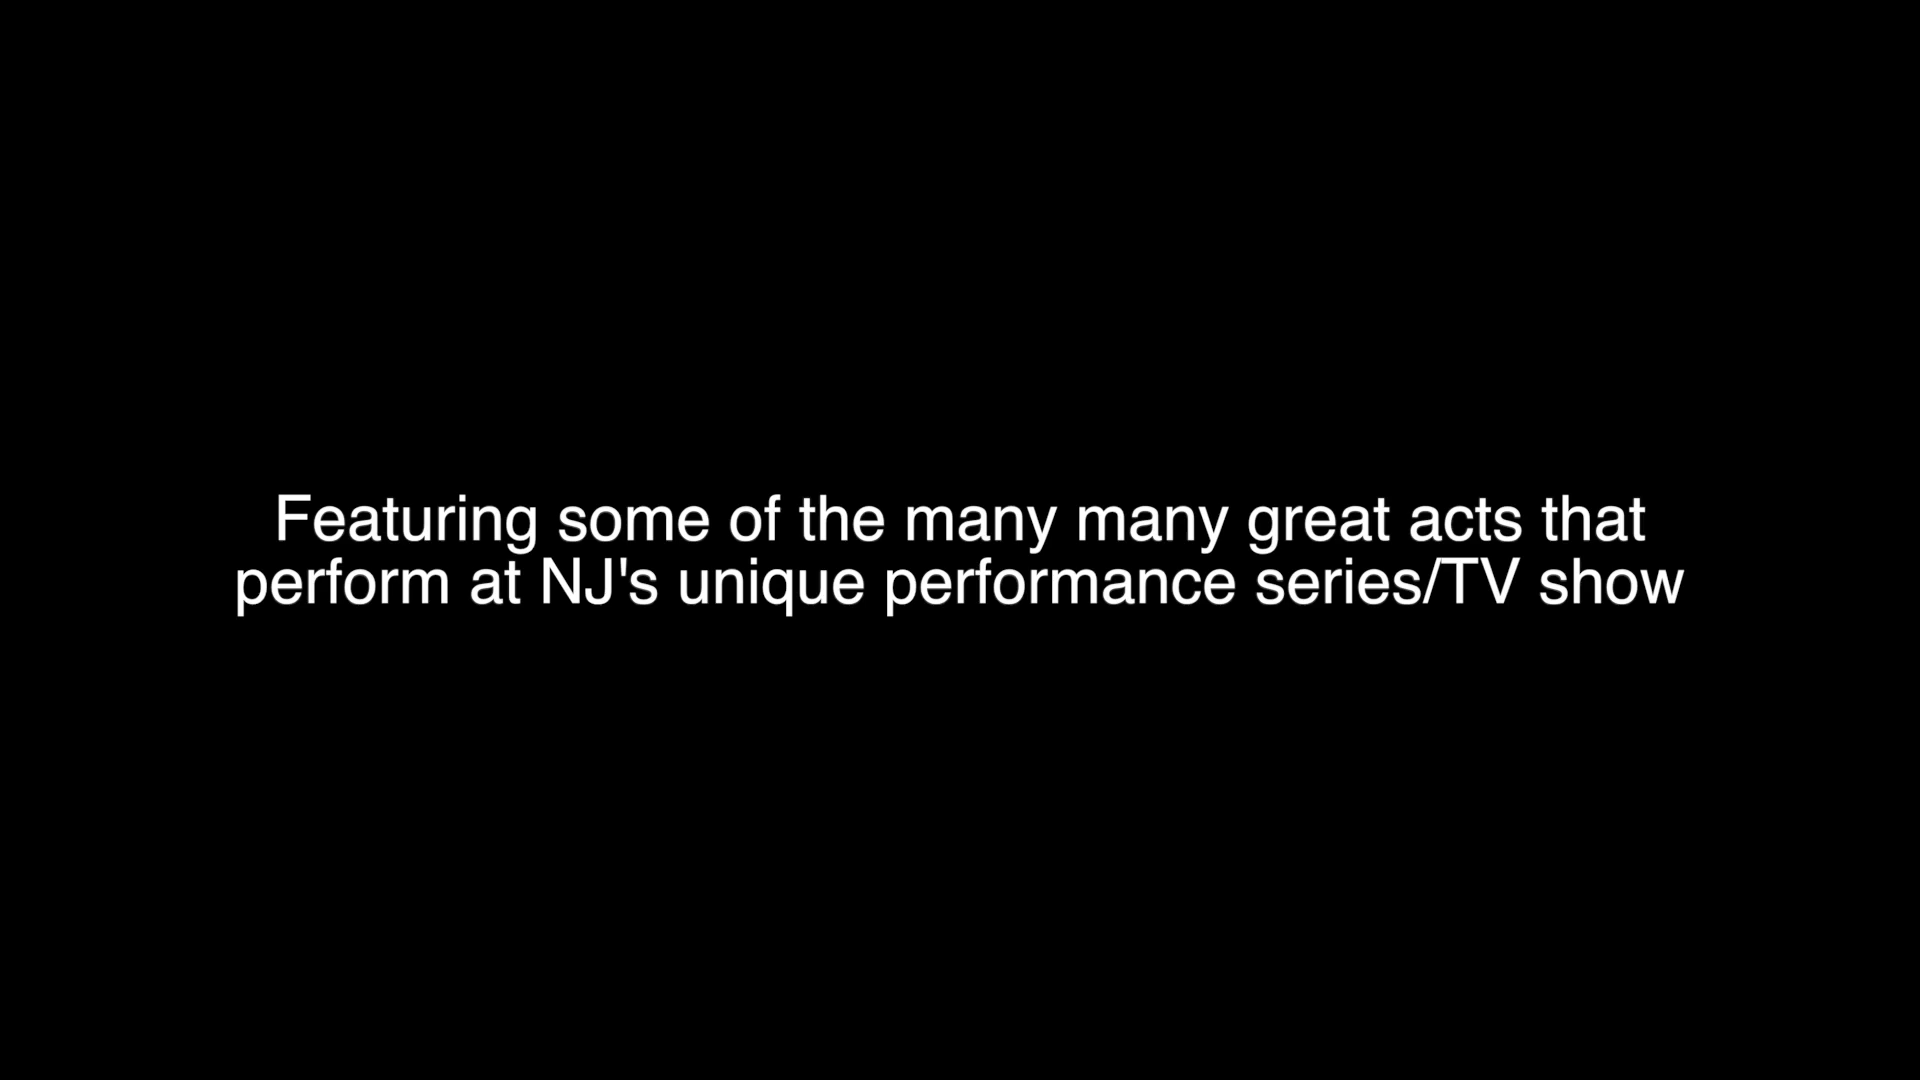 Featuring some of the many many great acts that
perform at NJ's unique performance series/TV show